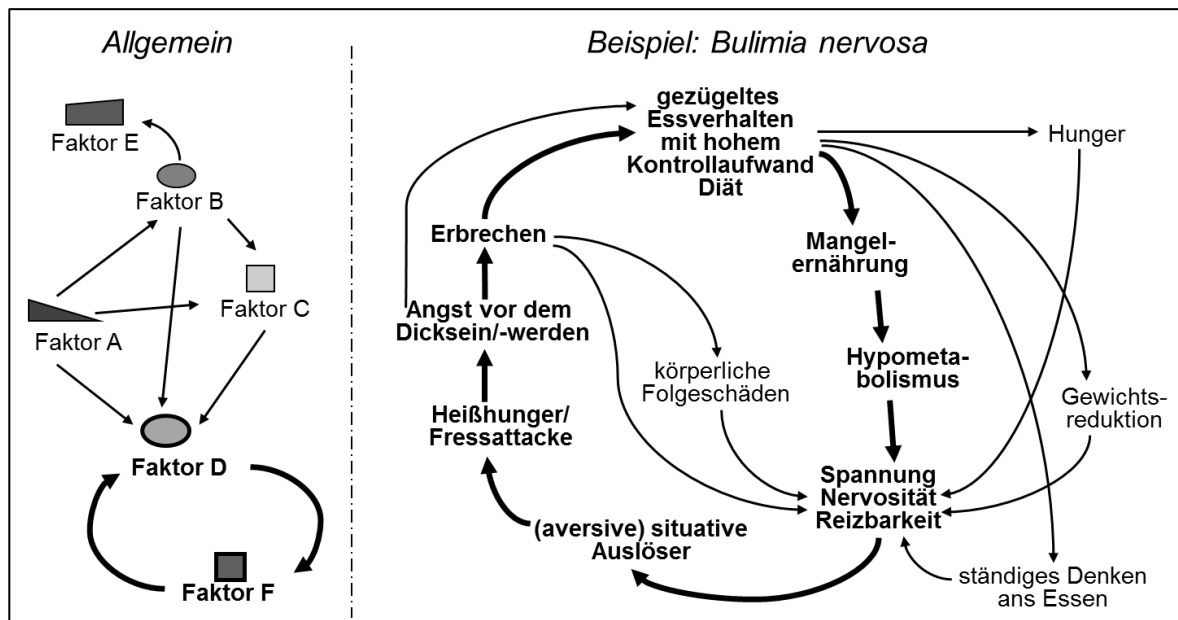 Allgemein
Faktor E
Faktor B
Faktor C
Faktor A
Faktor D
Faktor F
Beispiel: Bulimia nervosa
gezügeltes
Essverhalten
mit hohem
Kontrollaufwand
Diät
Hunger
Erbrechen
Mangel-
ernährung
Angst vor dem
Dicksein/-werden
körperliche
Folgeschäden
Hypometa-
bolismus
Gewichts-
reduktion
Heißhunger/
Fressattacke
Spannung
Nervosität
Reizbarkeit
(aversive) situative
Auslöser
ständiges Denken
ans Essen